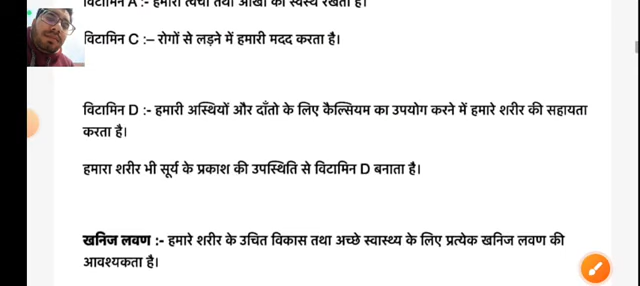 विटामिन A :- हमारी त्वचा तथा आँखों को स्वस्थ रखता है।
विटामिन C :– रोगों से लड़ने में हमारी मदद करता है।
विटामिन D :- हमारी अस्थियों और दाँतो के लिए कैल्सियम का उपयोग करने में हमारे शरीर की सहायता
करता है।
हमारा शरीर भी सूर्य के प्रकाश की उपस्थिति से विटामिन D बनाता है।
खनिज लवण :- हमारे शरीर के उचित विकास तथा अच्छे स्वास्थ्य के लिए प्रत्येक खनिज लवण की
आवश्यकता है।